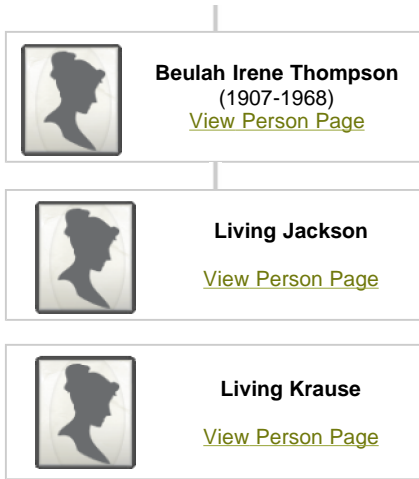 Beulah Irene Thompson
(1907-1968)
View Person Page
Living Jackson
View Person Page
Living Krause
View Person Page